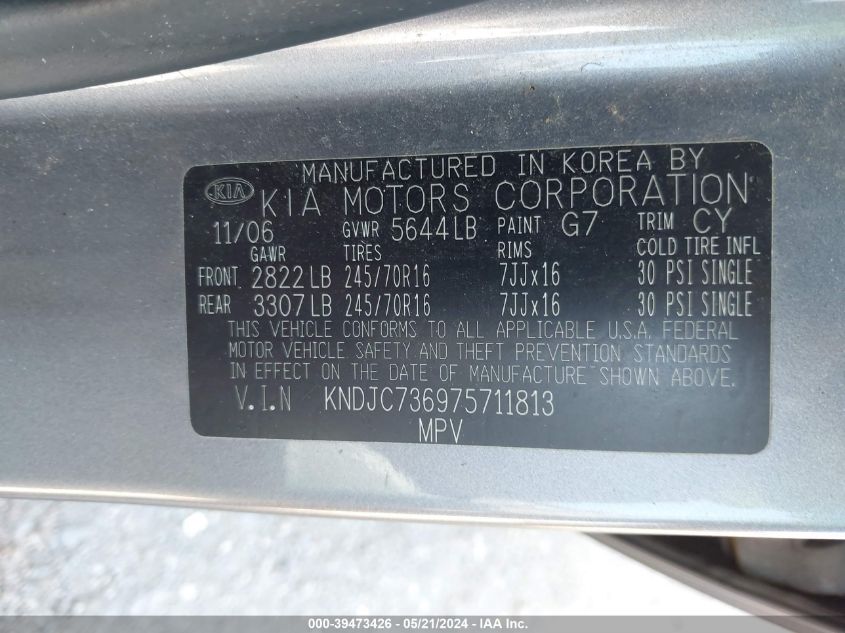 MANUFACTURED IN KOREA BY
KIA KIA MOTORS CORPORATION
11/06 GVWR 5644LB PAINT G7 TRIM CY
GAWR TIRES RIMS COLD TIRE INFL
FRONT 2822LB 245/70R16 7JJx16 30 PSI SINGLE
REAR 3307LB 245/70R16 7JJx16 30 PSI SINGLE
THIS VEHICLE CONFORMS TO ALL APPLICABLE U.S.A. FEDERAL
MOTOR VEHICLE SAFETY AND THEFT PREVENTION STANDARDS
IN EFFECT ON THE DATE OF MANUFACTURE SHOWN ABOVE.
V.I.N KNDJC736975711813
MPV
000-39473426 - 05/21/2024 - IMAGE CREDIT: IAA